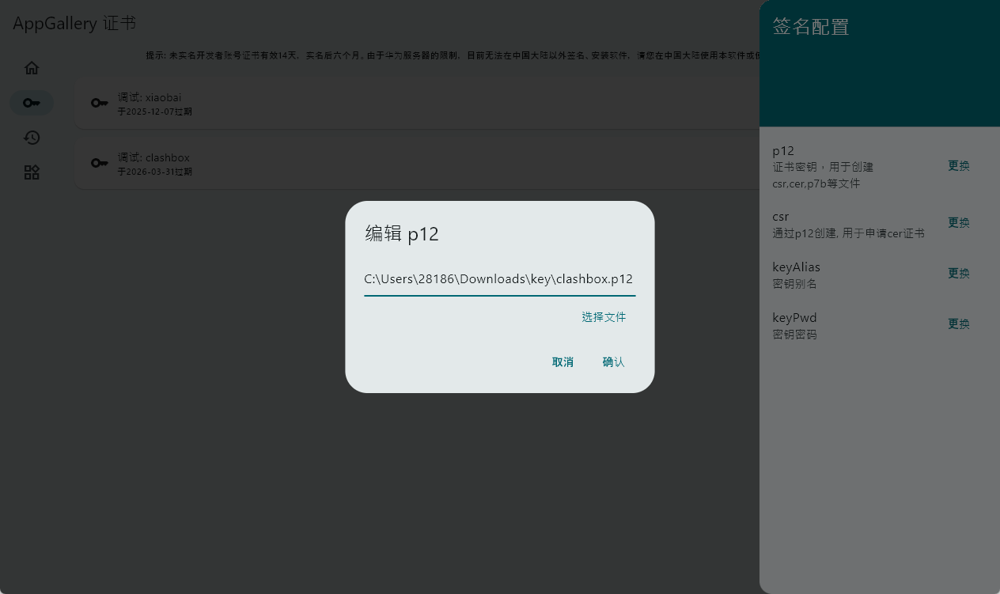 AppGallery 证书
提示: 未实名开发者账号证书有效14天, 实名后六个月, 由于华为服务器的限制, 目前无法在中国大陆以外签名、安装软件, 请您在中国大陆使用本软件或
调试: xiaobai
于2025-12-07过期
调试: clashbox
于2026-03-31过期
编辑 p12
C:\Users\28186\Downloads\key\clashbox.p12
选择文件
取消 确认
签名配置
p12
证书密钥，用于创建
csr,cer,p7b等文件
更换
csr
通过p12创建, 用于申请cer证书
更换
keyAlias
密钥别名
更换
keyPwd
密钥密码
更换